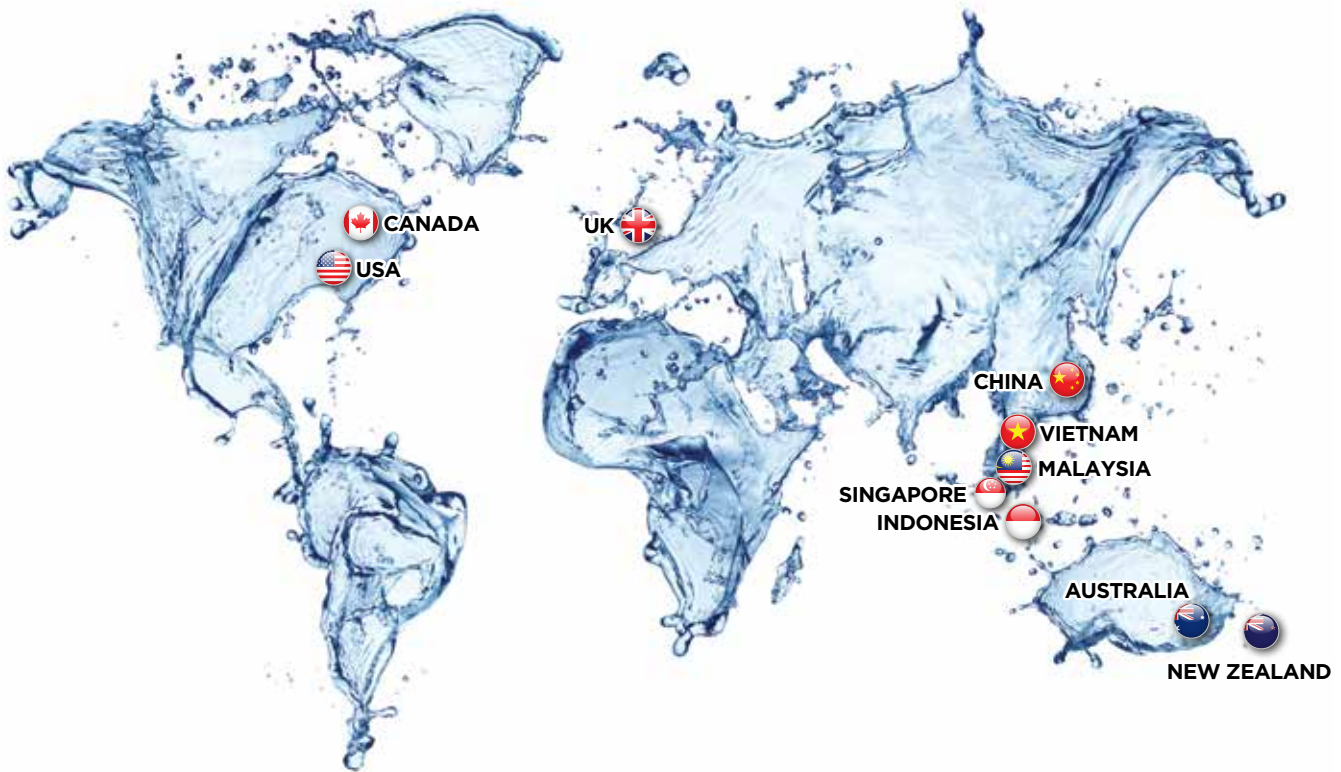 CANADA
UK
USA
CHINA
VIETNAM
MALAYSIA
SINGAPORE
INDONESIA
AUSTRALIA
NEW ZEALAND